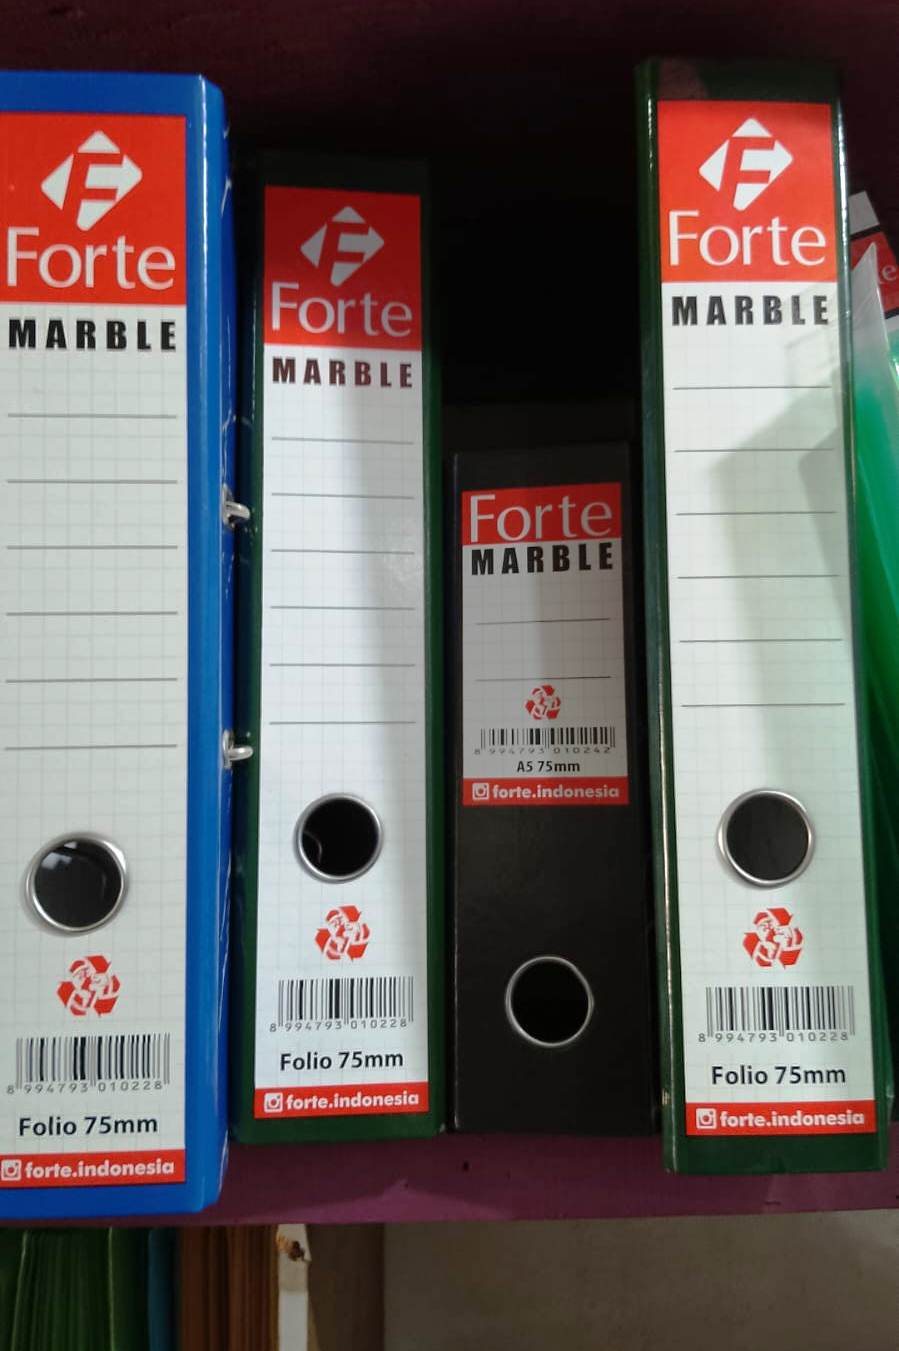 Forte
MARBLE
8 994793 010228
Folio 75mm
forte.indonesia
Forte
MARBLE
8 994793 010228
Folio 75mm
forte.indonesia
Forte
MARBLE
8 994793 010242
A5 75mm
forte.indonesia
Forte
MARBLE
8 994793 010228
Folio 75mm
forte.indonesia